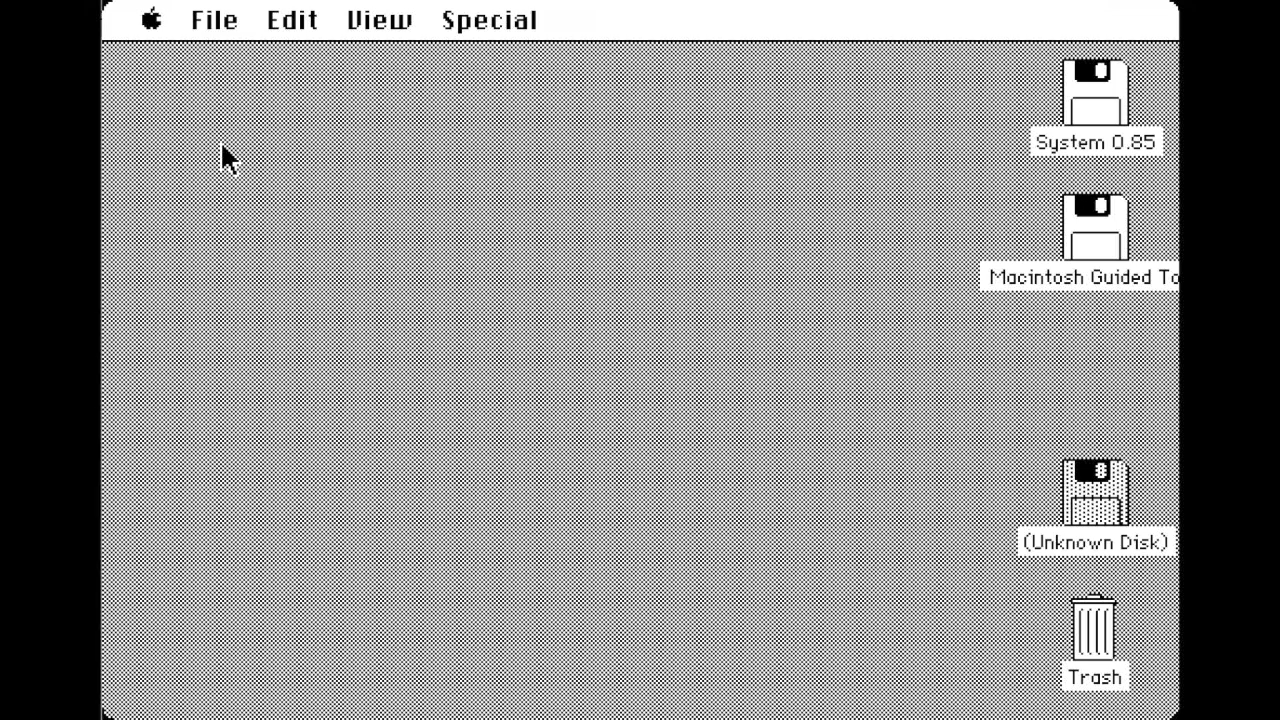 File Edit View Special
System 0.85
Macintosh Guided To
(Unknown Disk)
Trash